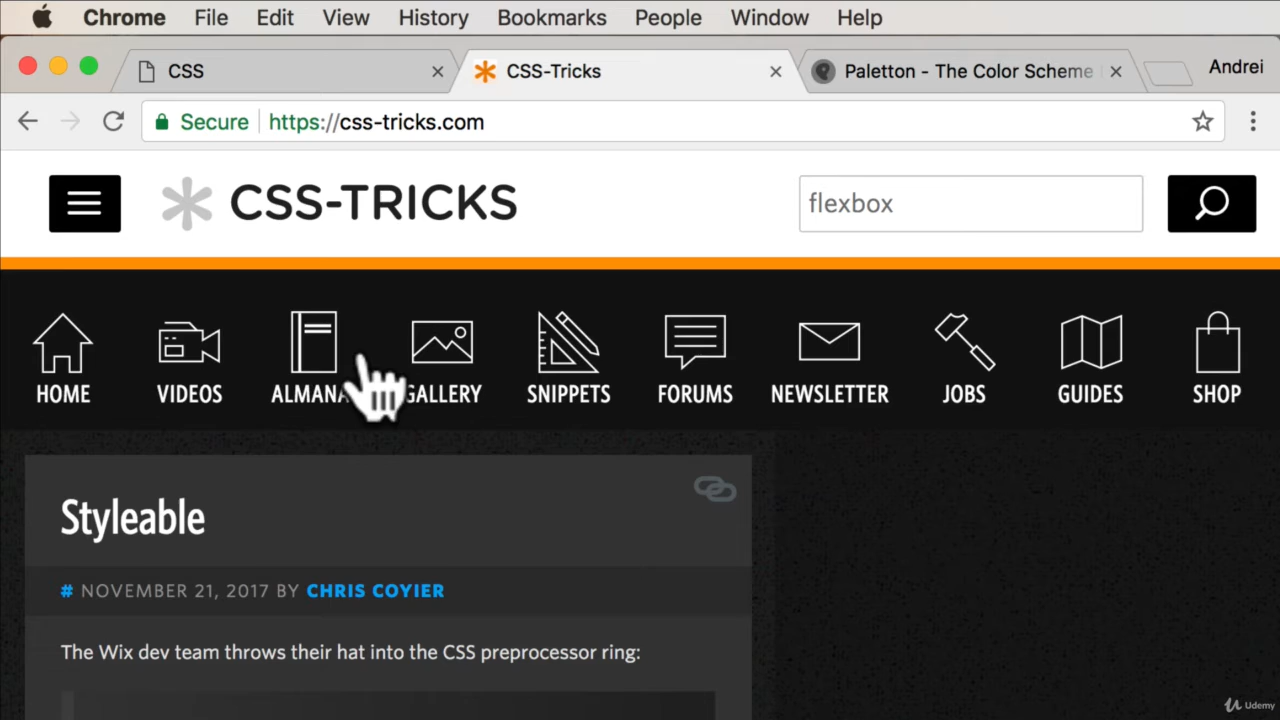 Chrome File Edit View History Bookmarks People Window Help
CSS CSS-Tricks Paletton - The Color Scheme Andrei
Secure https://css-tricks.com
CSS-TRICKS flexbox
HOME VIDEOS GALLERY SNIPPETS FORUMS NEWSLETTER JOBS GUIDES SHOP
Styleable
# NOVEMBER 21, 2017 BY CHRIS COYIER
The Wix dev team throws their hat into the CSS preprocessor ring:
Udemy